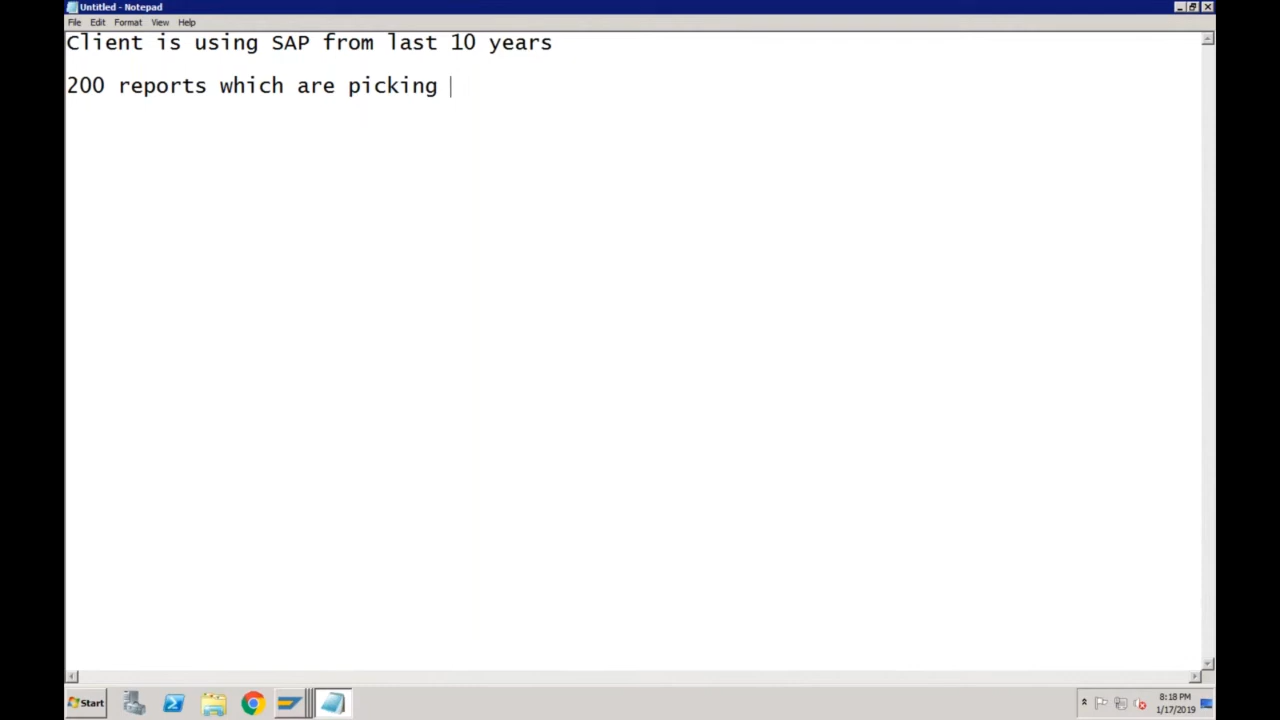 Untitled - Notepad
File Edit Format View Help
Client is using SAP from last 10 years
200 reports which are picking
Start
8:18 PM
1/17/2019